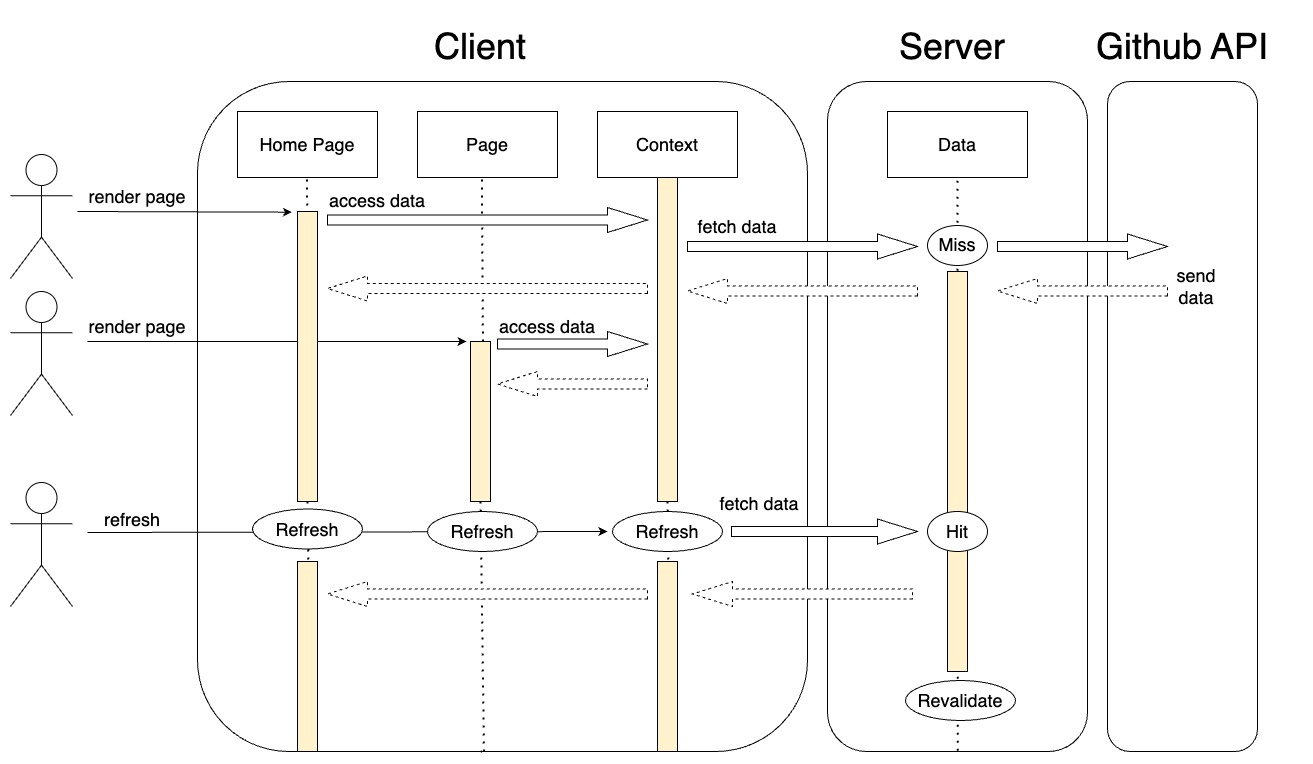 Client
Server
Github API
Home Page
Page
Context
Data
render page
access data
fetch data
Miss
send
data
render page
access data
fetch data
refresh
Refresh
Refresh
Refresh
Hit
Revalidate